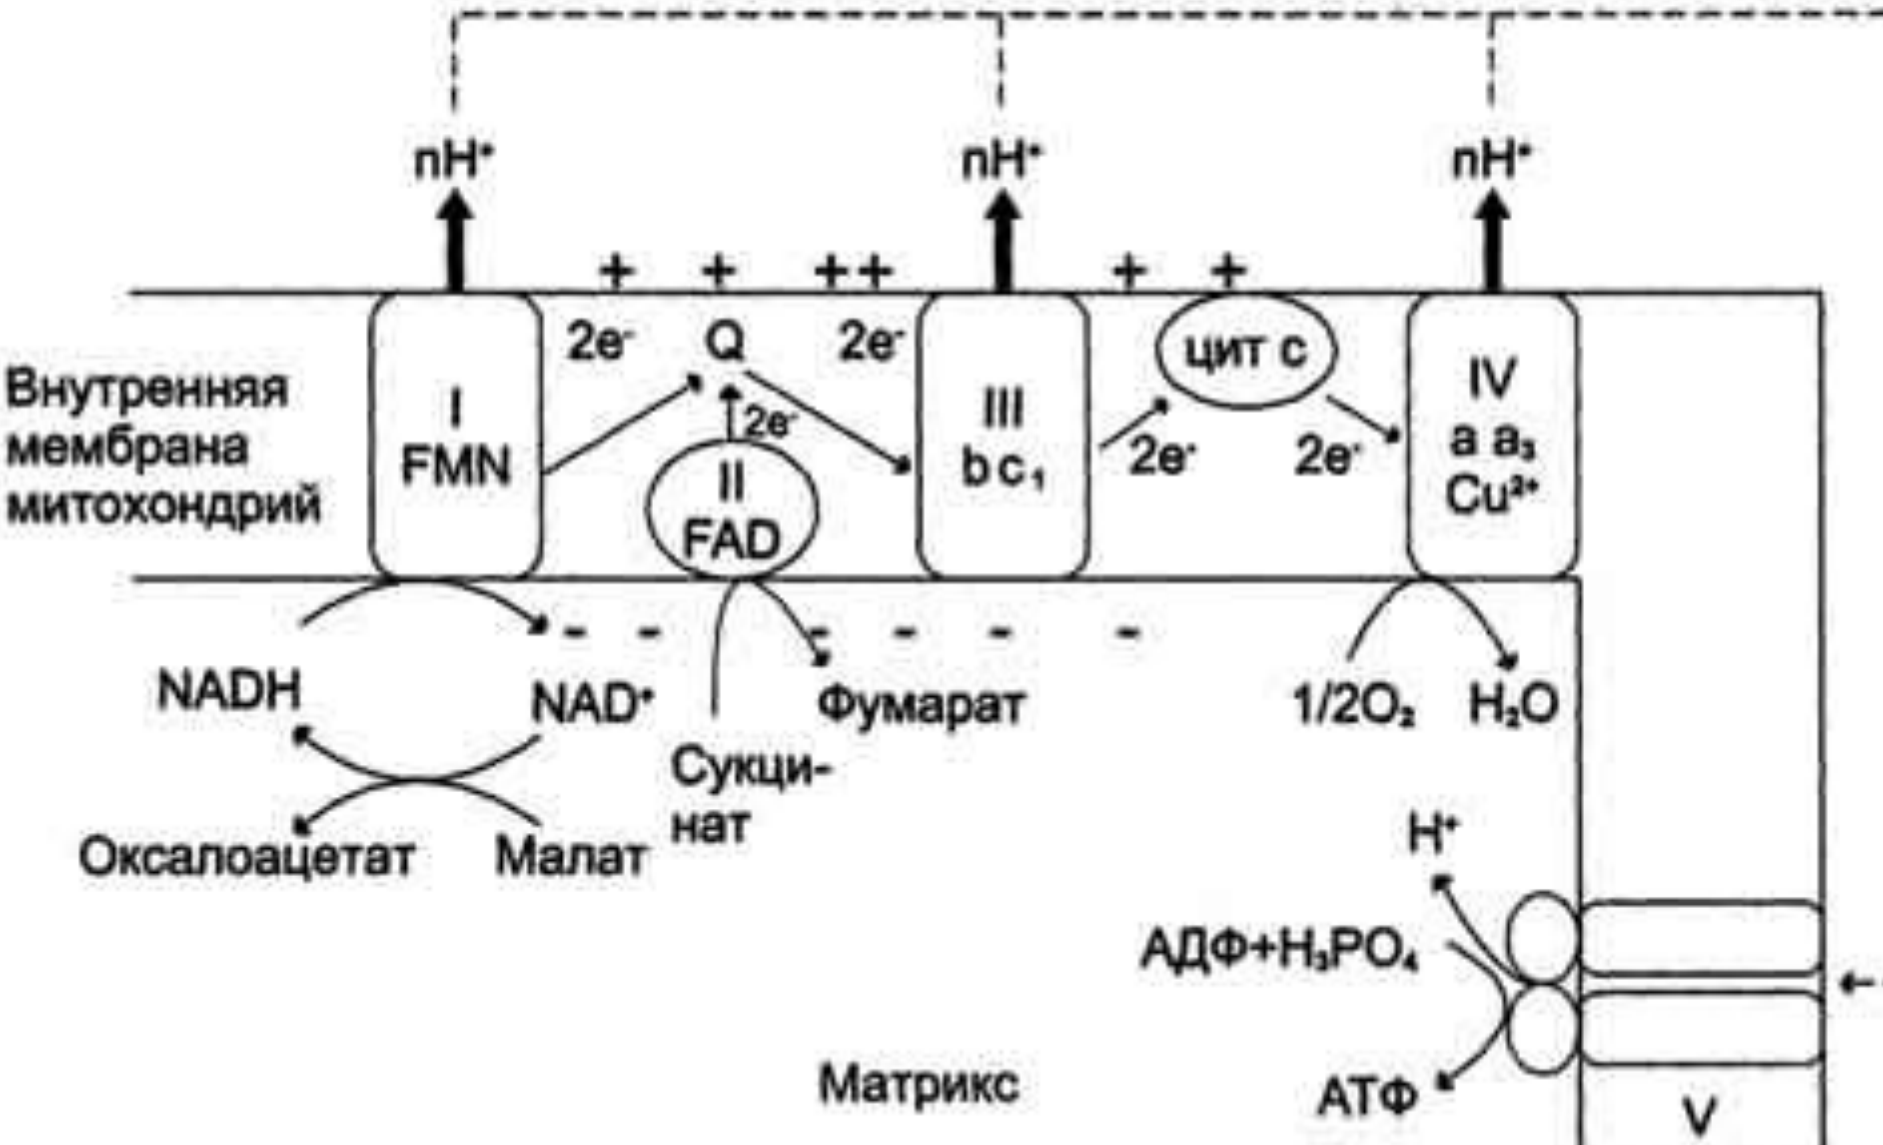 nH⁺ nH⁺ nH⁺
+ + ++ + +
2e⁻ Q 2e⁻ цит c
Внутренняя
мембрана
митохондрий
I
FMN
2e⁻
II
FAD
III
b c₁
2e⁻ 2e⁻
IV
a a₃
Cu²⁺
- - - - - -
NADH NAD⁺ Фумарат 1/2O₂ H₂O
Сукци-
нат
Оксалоацетат Малат
H⁺
АДФ+H₃PO₄
Матрикс АТФ
V